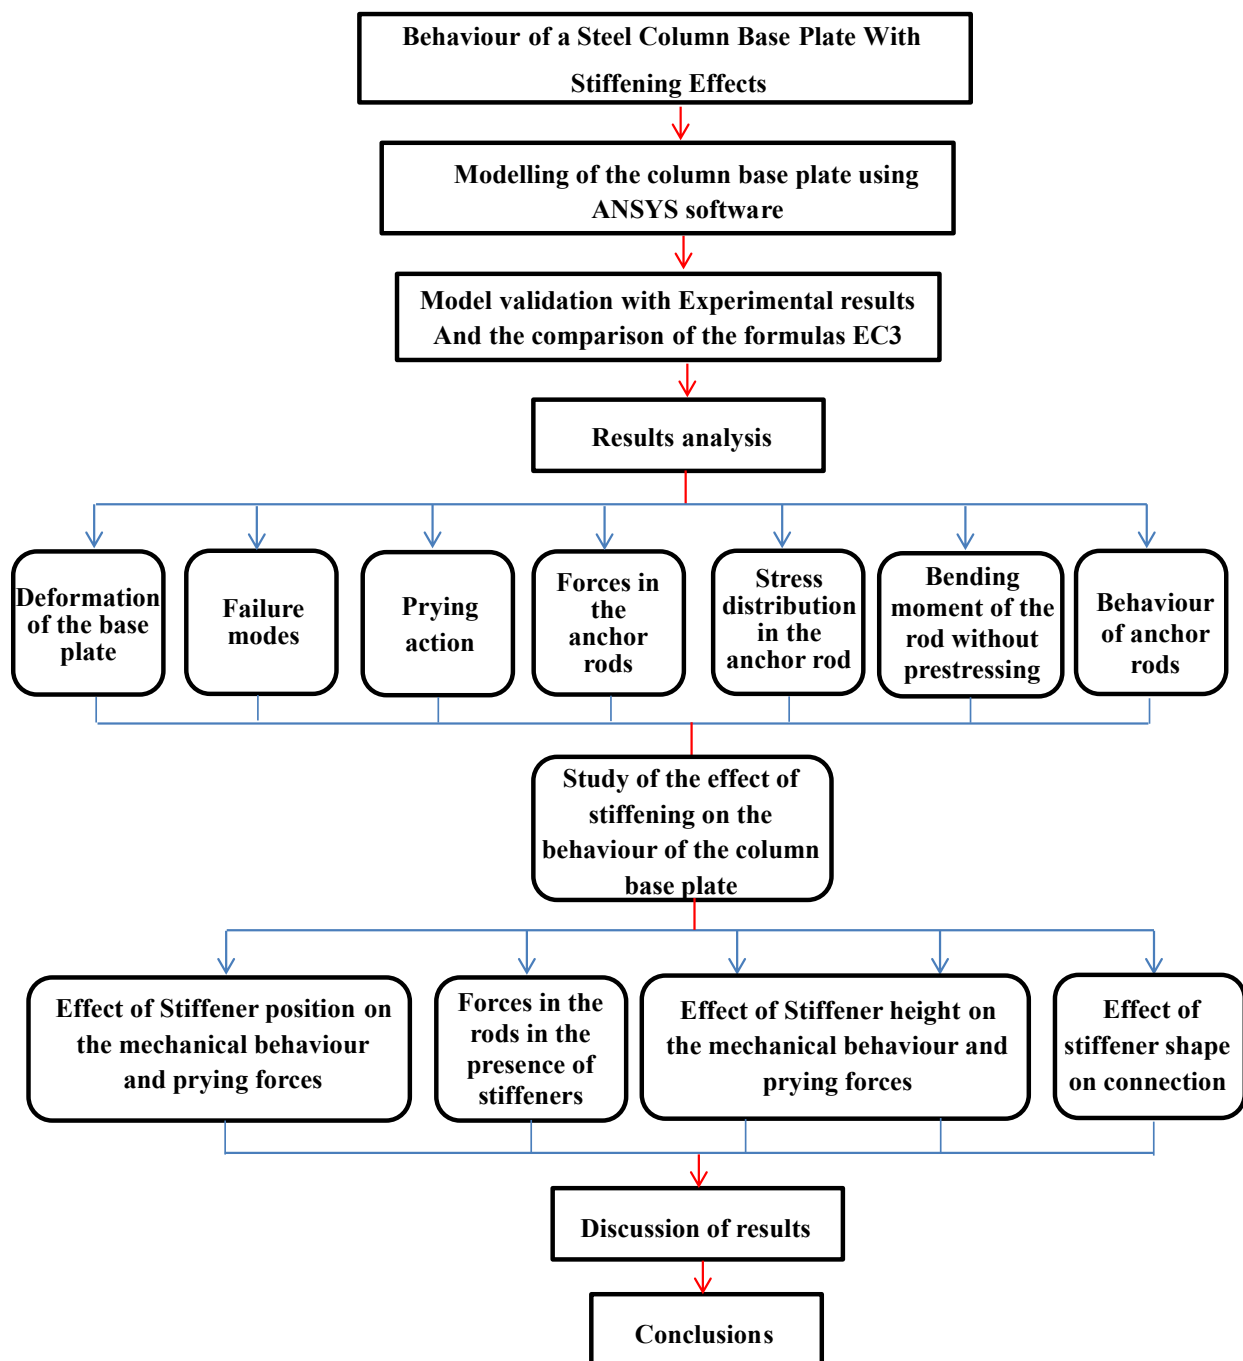 Behaviour of a Steel Column Base Plate With
Stiffening Effects
Modelling of the column base plate using
ANSYS software
Model validation with Experimental results
And the comparison of the formulas EC3
Results analysis
Deformation
of the base
plate
Failure
modes
Prying
action
Forces in
the
anchor
rods
Stress
distribution
in the
anchor rod
Bending
moment of the
rod without
prestressing
Behaviour
of anchor
rods
Study of the effect of
stiffening on the
behaviour of the column
base plate
Effect of Stiffener position on
the mechanical behaviour
and prying forces
Forces in the
rods in the
presence of
stiffeners
Effect of Stiffener height on
the mechanical behaviour and
prying forces
Effect of
stiffener shape
on connection
Discussion of results
Conclusions